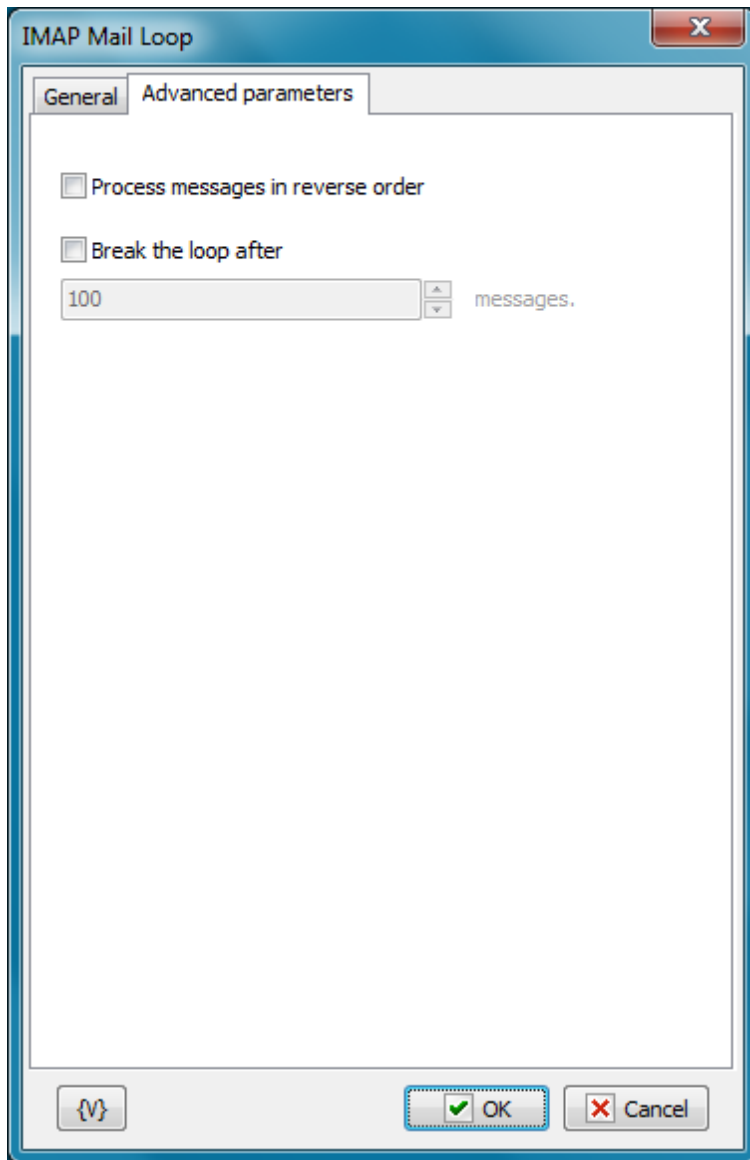 IMAP Mail Loop
General
Advanced parameters
Process messages in reverse order
Break the loop after
100 messages.
{V}
OK
Cancel